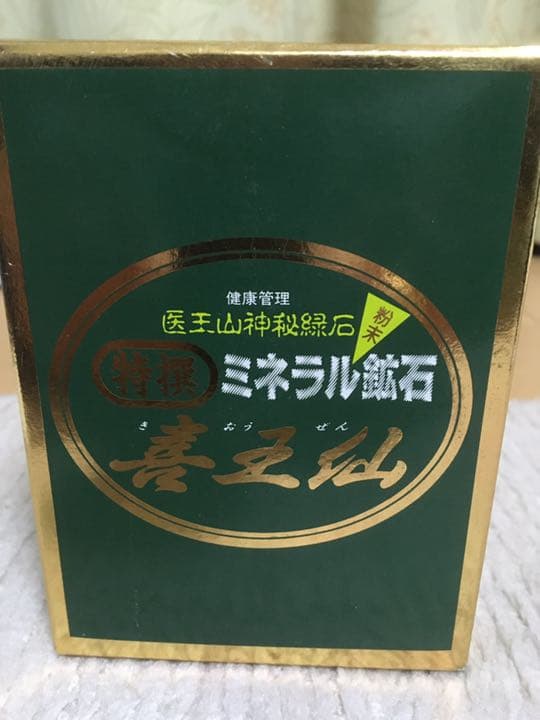 健康管理
医王山神秘緑石
粉末
特撰 ミネラル鉱石
き おう ぜん
喜王仙